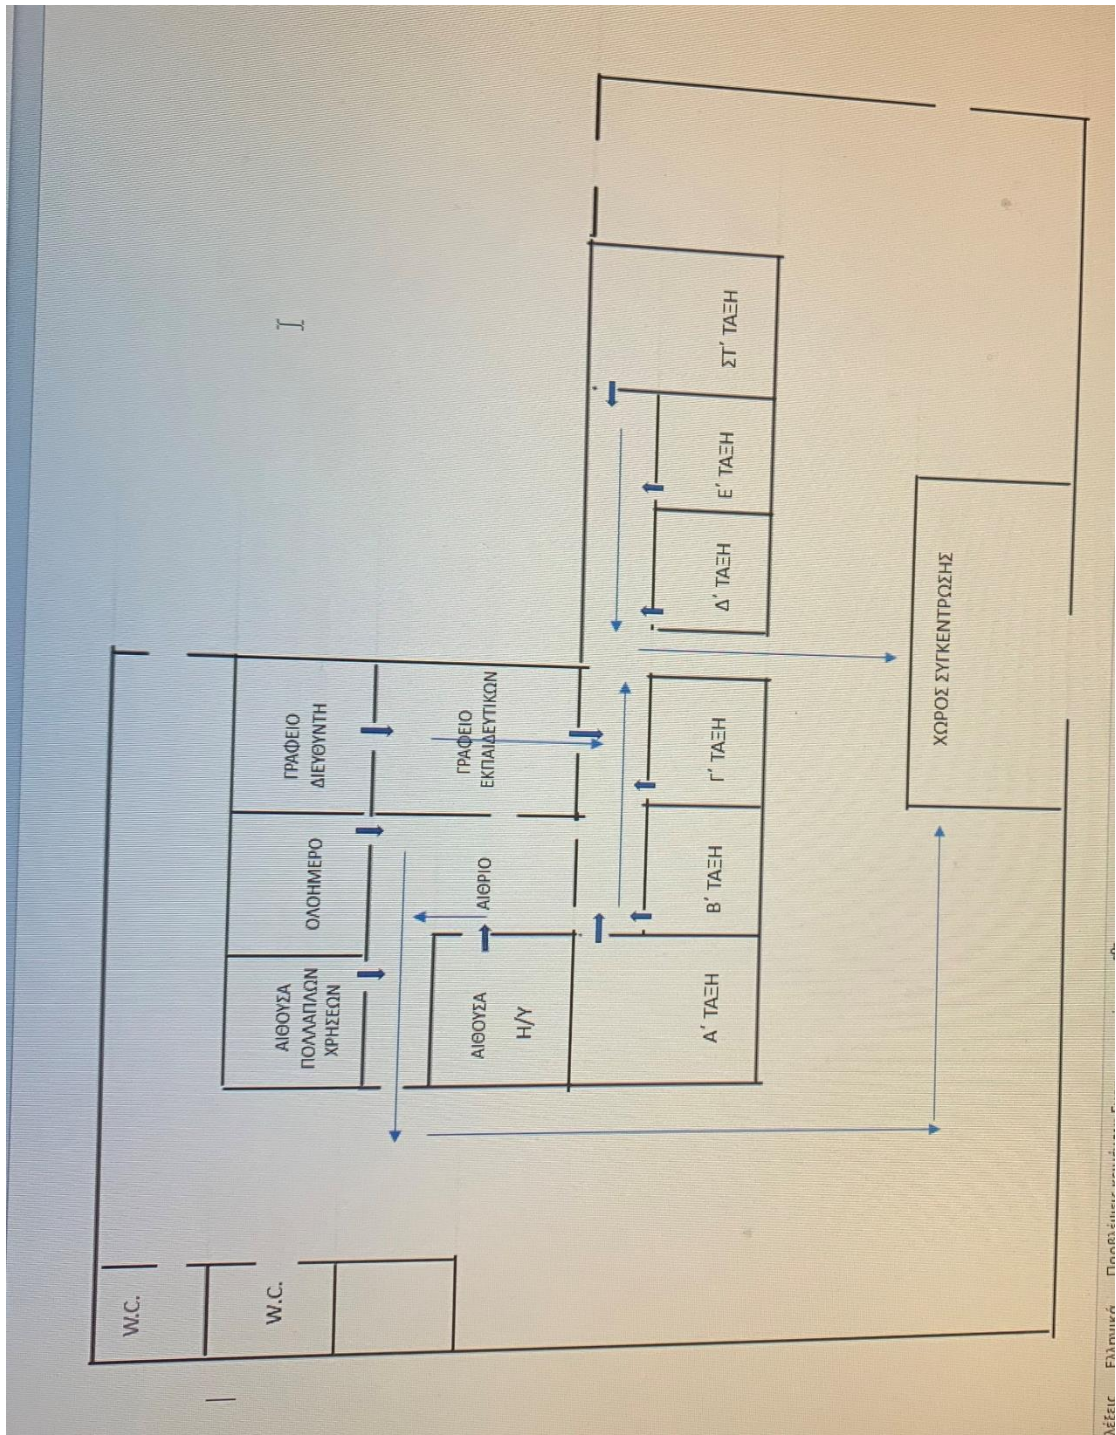 W.C.
W.C.
ΑΙΘΟΥΣΑ
ΠΟΛΛΑΠΛΩΝ
ΧΡΗΣΕΩΝ
ΟΛΟΗΜΕΡΟ
ΓΡΑΦΕΙΟ
ΔΙΕΥΘΥΝΤΗ
ΑΙΘΟΥΣΑ
Η/Υ
ΑΙΘΡΙΟ
ΓΡΑΦΕΙΟ
ΕΚΠΑΙΔΕΥΤΙΚΩΝ
Α' ΤΑΞΗ
Β' ΤΑΞΗ
Γ' ΤΑΞΗ
Δ' ΤΑΞΗ
Ε' ΤΑΞΗ
ΣΤ' ΤΑΞΗ
ΧΩΡΟΣ ΣΥΓΚΕΝΤΡΩΣΗΣ
Ελληνικά